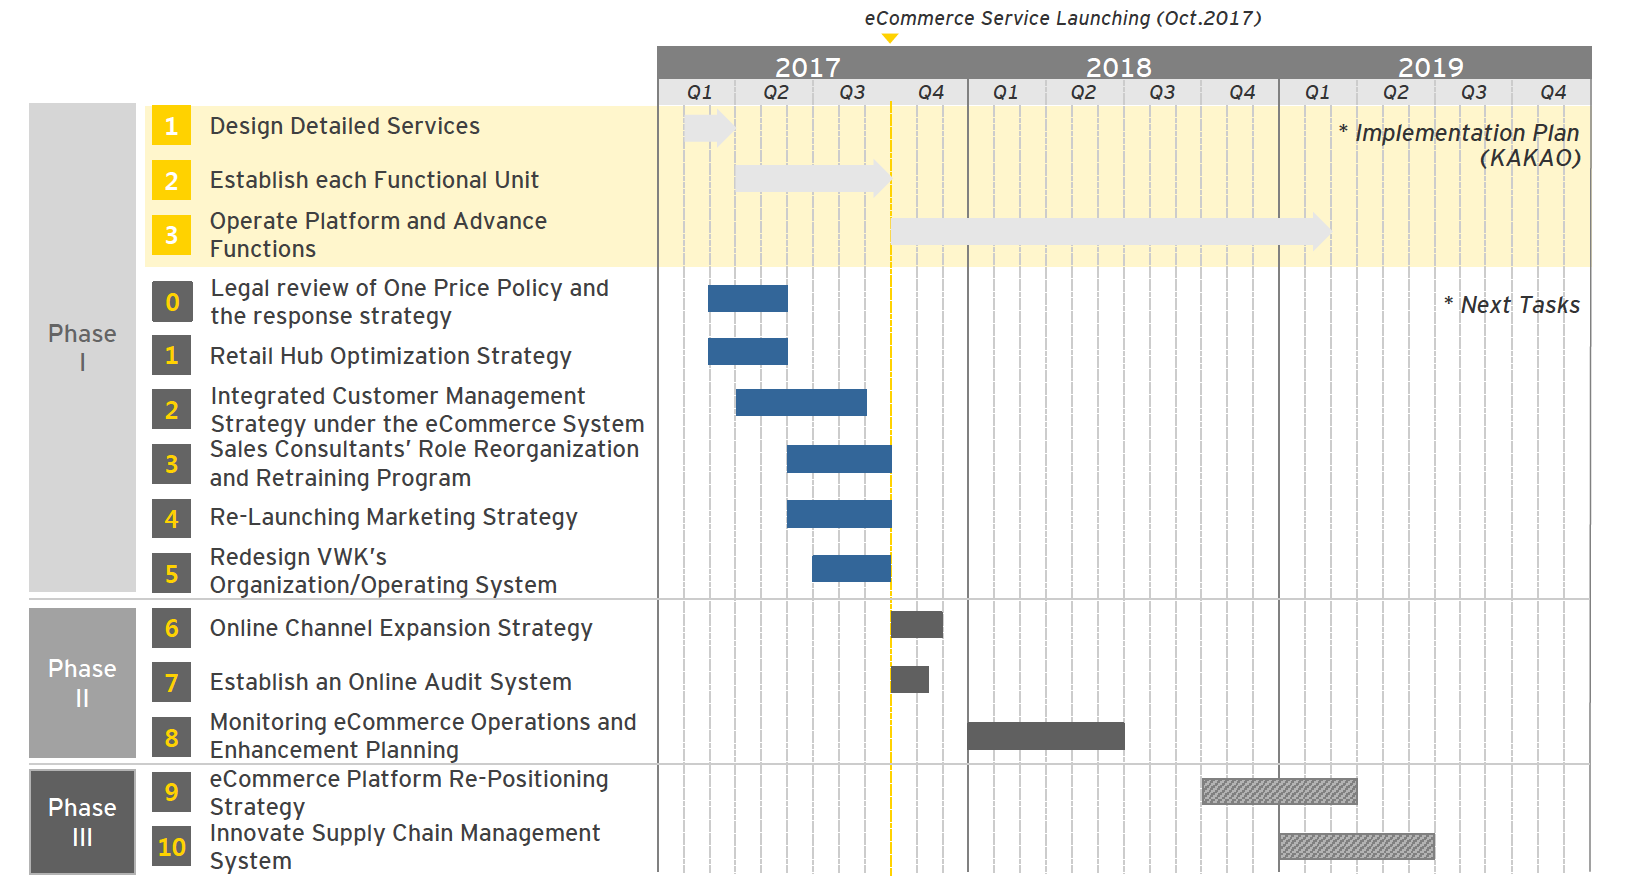 eCommerce Service Launching (Oct.2017)
2017 2018 2019
Q1 Q2 Q3 Q4 Q1 Q2 Q3 Q4 Q1 Q2 Q3 Q4
Phase
I
1 Design Detailed Services
* Implementation Plan
(KAKAO)
2 Establish each Functional Unit
3 Operate Platform and Advance
Functions
0 Legal review of One Price Policy and
the response strategy
* Next Tasks
1 Retail Hub Optimization Strategy
2 Integrated Customer Management
Strategy under the eCommerce System
3 Sales Consultants' Role Reorganization
and Retraining Program
4 Re-Launching Marketing Strategy
5 Redesign VWK's
Organization/Operating System
Phase
II
6 Online Channel Expansion Strategy
7 Establish an Online Audit System
8 Monitoring eCommerce Operations and
Enhancement Planning
Phase
III
9 eCommerce Platform Re-Positioning
Strategy
10 Innovate Supply Chain Management
System